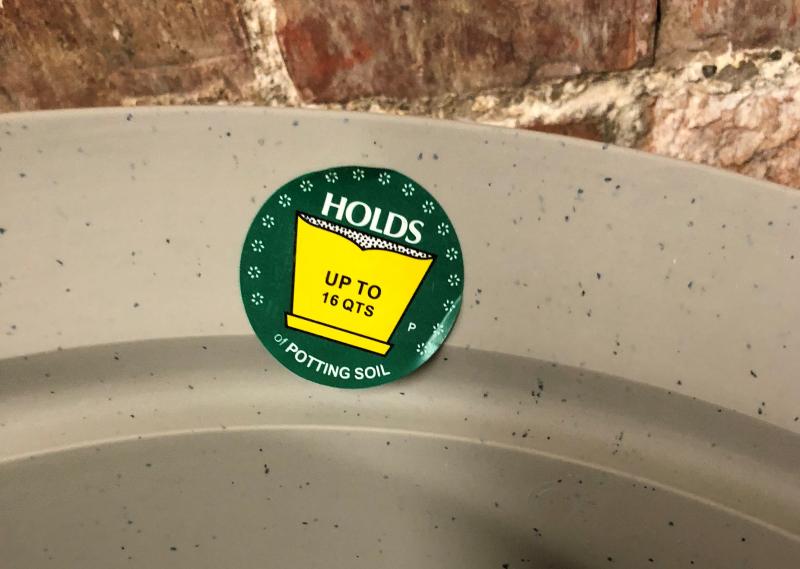 HOLDS
UP TO
16 QTS
P
of POTTING SOIL